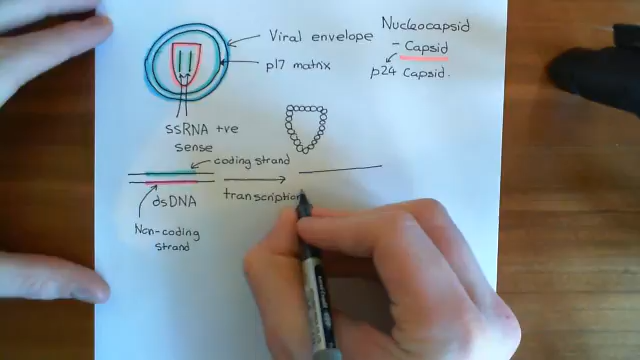 Nucleocapsid
- Capsid
p24 Capsid.
Viral envelope
p17 matrix
ssRNA +ve
sense
coding strand
dsDNA
transcription
Non-coding
strand